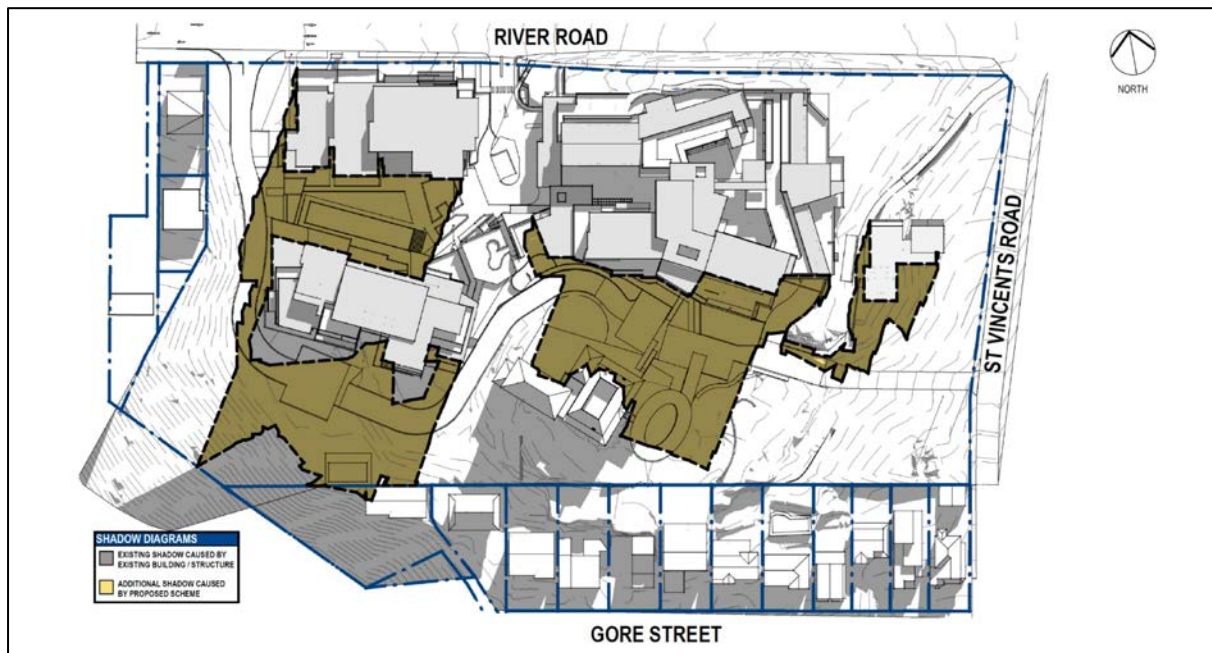 RIVER ROAD
NORTH
ST VINCENTS ROAD
SHADOW DIAGRAMS
EXISTING SHADOW CAUSED BY
EXISTING BUILDING / STRUCTURE
ADDITIONAL SHADOW CAUSED
BY PROPOSED SCHEME
GORE STREET